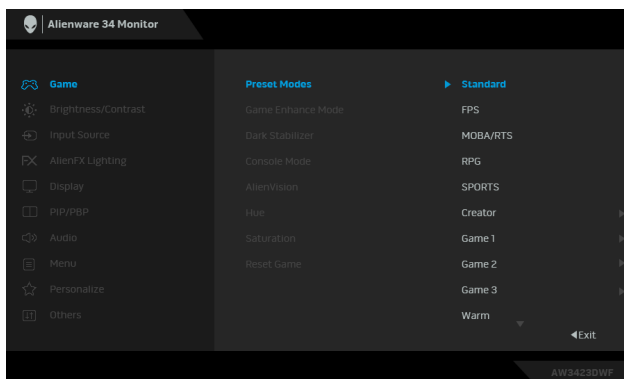 Alienware 34 Monitor
Game Preset Modes Standard
Brightness/Contrast Game Enhance Mode FPS
Input Source Dark Stabilizer MOBA/RTS
AlienFX Lighting Console Mode RPG
Display AlienVision SPORTS
PIP/PBP Hue Creator
Audio Saturation Game 1
Menu Reset Game Game 2
Personalize Game 3
Others Warm
Exit
AW3423DWF